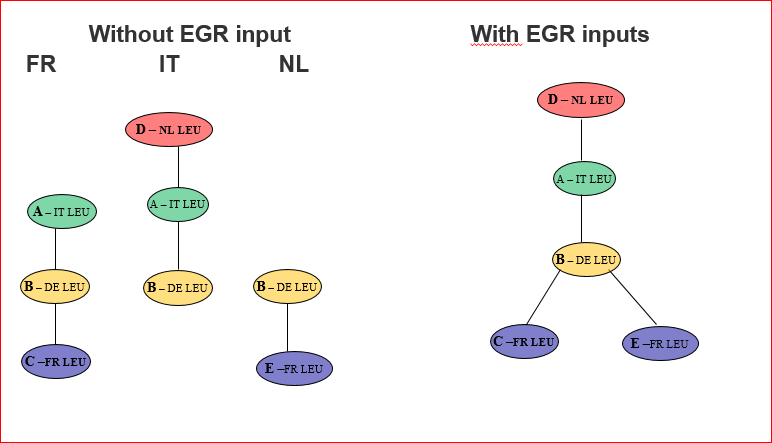 Without EGR input
With EGR inputs
FR
IT
NL
D – NL LEU
A – IT LEU
B – DE LEU
C –FR LEU
A – IT LEU
B – DE LEU
B – DE LEU
E –FR LEU
D – NL LEU
A – IT LEU
B – DE LEU
C –FR LEU
E –FR LEU